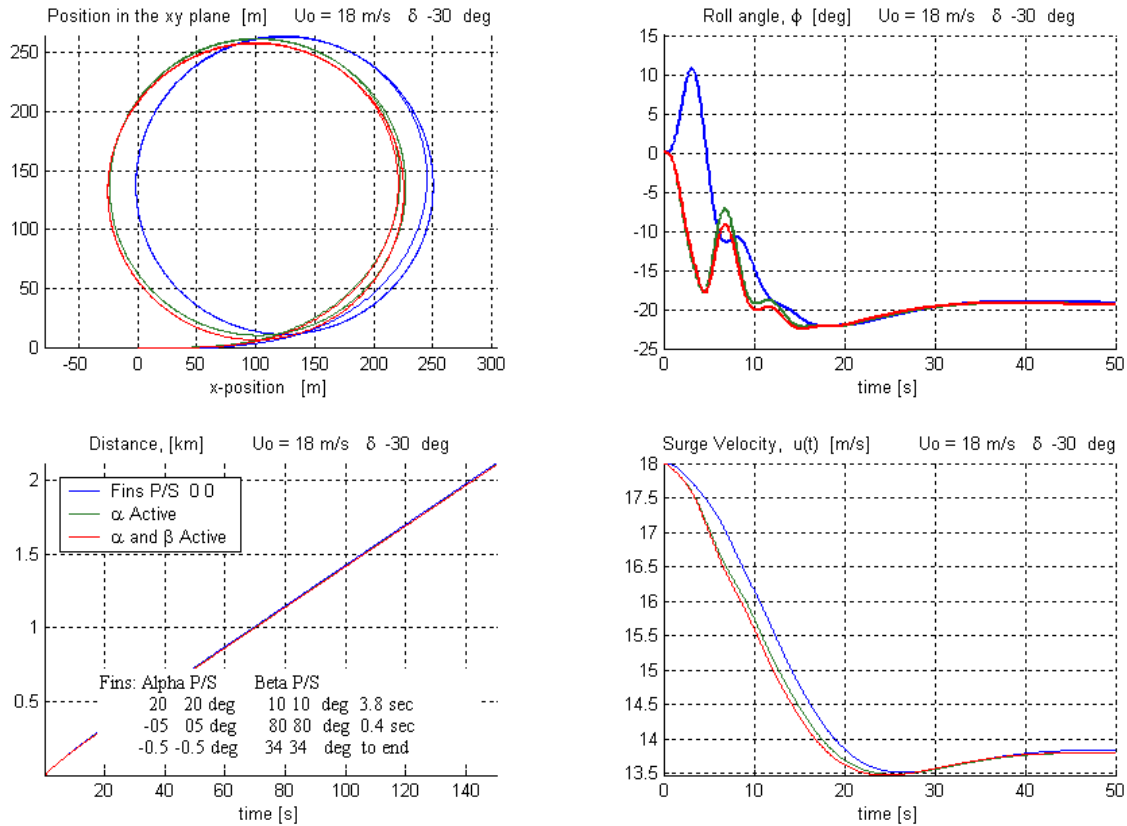 Position in the xy plane [m] Uo = 18 m/s δ -30 deg
250
200
150
100
50
0
-50 0 50 100 150 200 250 300
x-position [m]
Roll angle, ϕ [deg] Uo = 18 m/s δ -30 deg
15
10
5
0
-5
-10
-15
-20
-25
0 10 20 30 40 50
time [s]
Distance, [km] Uo = 18 m/s δ -30 deg
2
1.5
1
0.5
Fins P/S 0 0
α Active
α and β Active
Fins: Alpha P/S Beta P/S
20 20 deg 10 10 deg 3.8 sec
-05 05 deg 80 80 deg 0.4 sec
-0.5 -0.5 deg 34 34 deg to end
20 40 60 80 100 120 140
time [s]
Surge Velocity, u(t) [m/s] Uo = 18 m/s δ -30 deg
18
17.5
17
16.5
16
15.5
15
14.5
14
13.5
0 10 20 30 40 50
time [s]